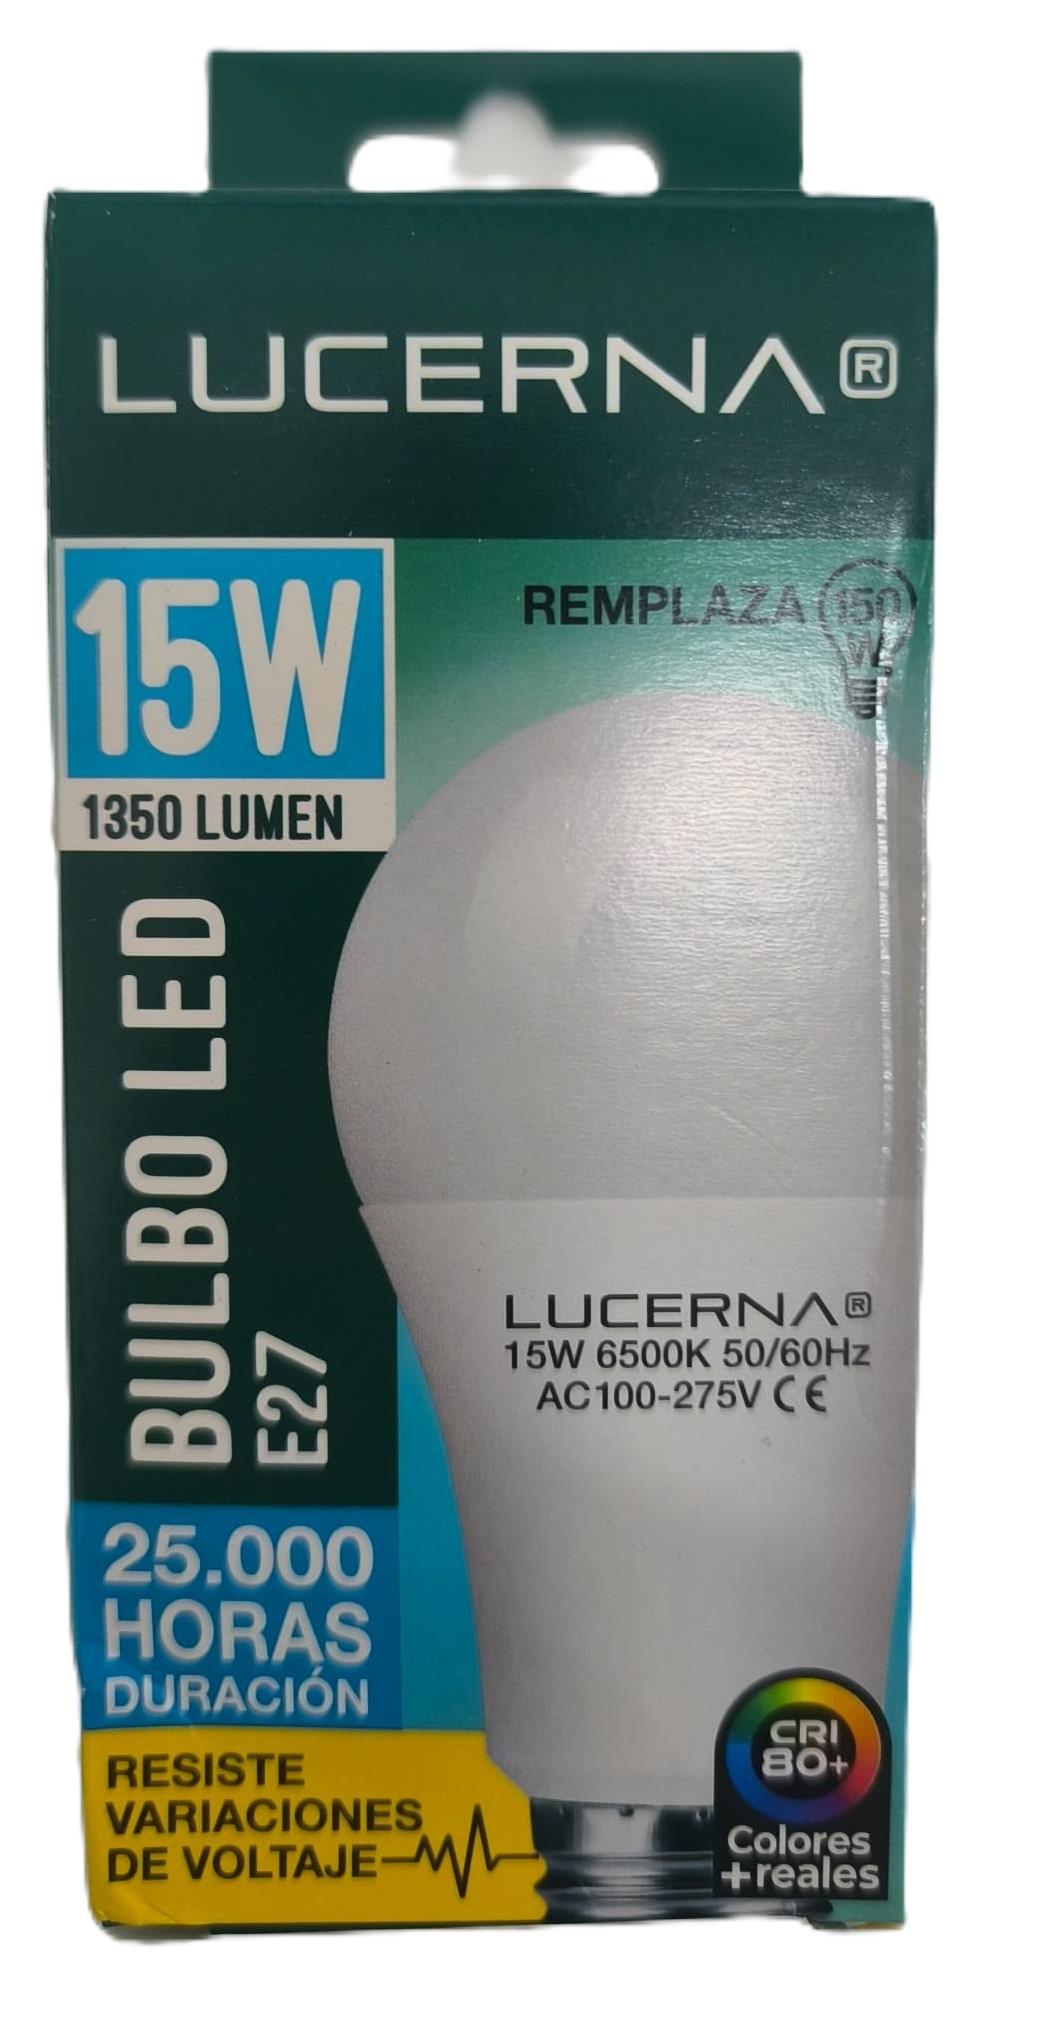 LUCERNA®
15W
1350 LUMEN
REMPLAZA 150
W
BULBO LED
E27
LUCERNA®
15W 6500K 50/60Hz
AC100-275V CE
25.000
HORAS
DURACIÓN
RESISTE
VARIACIONES
DE VOLTAJE
CRI
80+
Colores
+reales